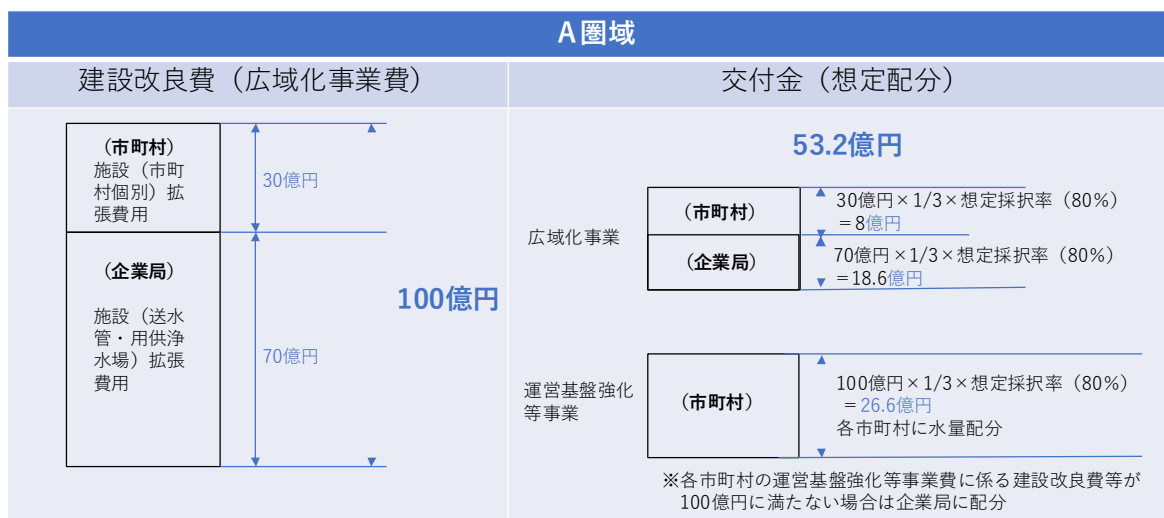 A圏域
建設改良費（広域化事業費）
交付金（想定配分）
（市町村）
施設（市町
村個別）拡
張費用
30億円
（企業局）
施設（送水
管・用供浄
水場）拡張
費用
70億円
100億円
53.2億円
広域化事業
（市町村）
30億円×1/3×想定採択率（80%）
＝8億円
（企業局）
70億円×1/3×想定採択率（80%）
＝18.6億円
運営基盤強化
等事業
（市町村）
100億円×1/3×想定採択率（80%）
＝26.6億円
各市町村に水量配分
※各市町村の運営基盤強化等事業費に係る建設改良費等が
100億円に満たない場合は企業局に配分